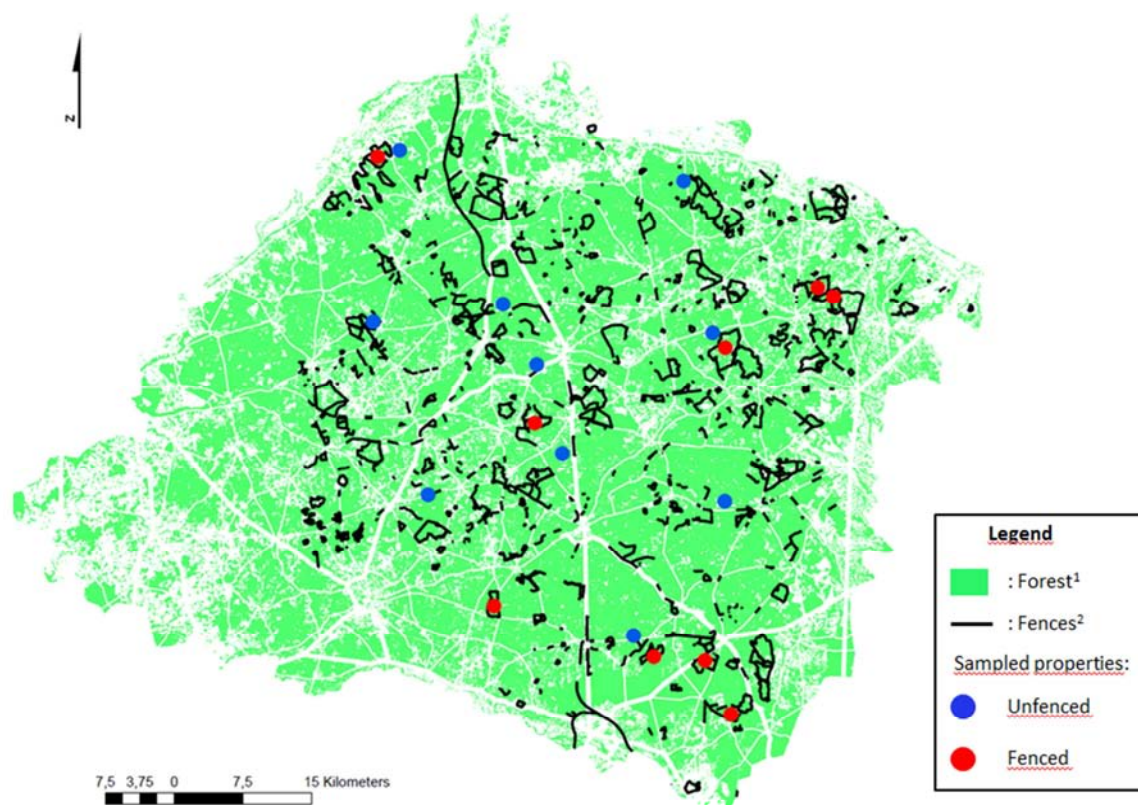 z
Legend
: Forest¹
: Fences²
Sampled properties:
Unfenced
Fenced
7,5 3,75 0 7,5 15 Kilometers